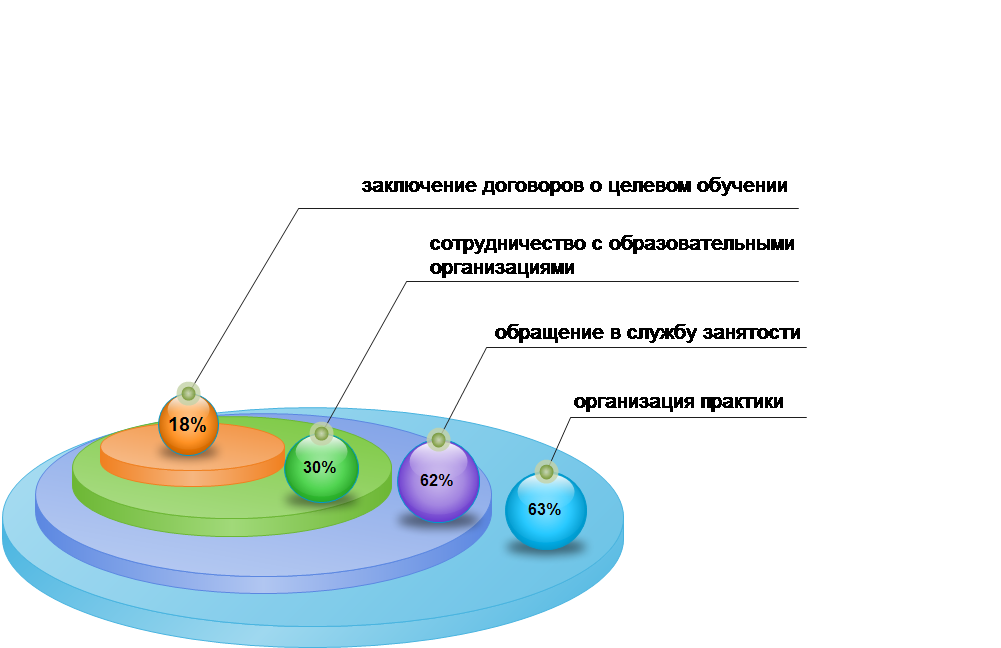 заключение договоров о целевом обучении
сотрудничество с образовательными
организациями
обращение в службу занятости
организация практики
18%
30%
62%
63%